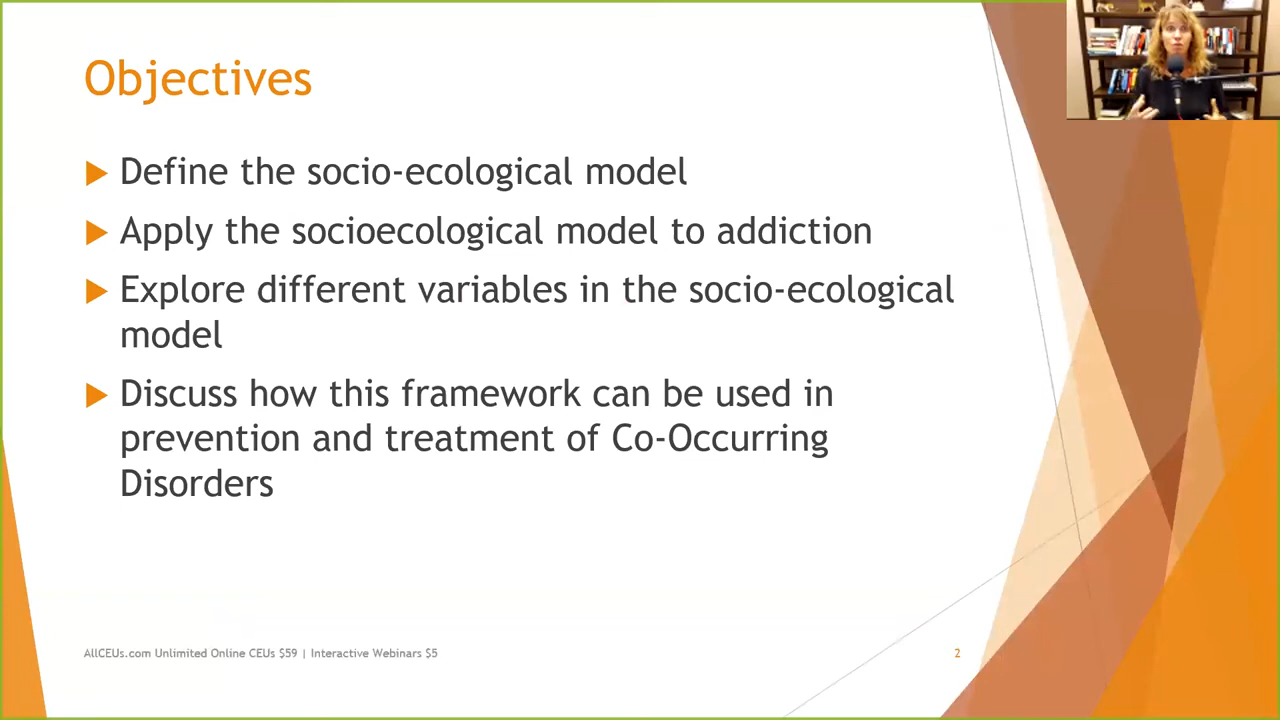 Objectives
Define the socio-ecological model
Apply the socioecological model to addiction
Explore different variables in the socio-ecological
model
Discuss how this framework can be used in
prevention and treatment of Co-Occurring
Disorders
AllCEUs.com Unlimited Online CEUs $59 | Interactive Webinars $5
2